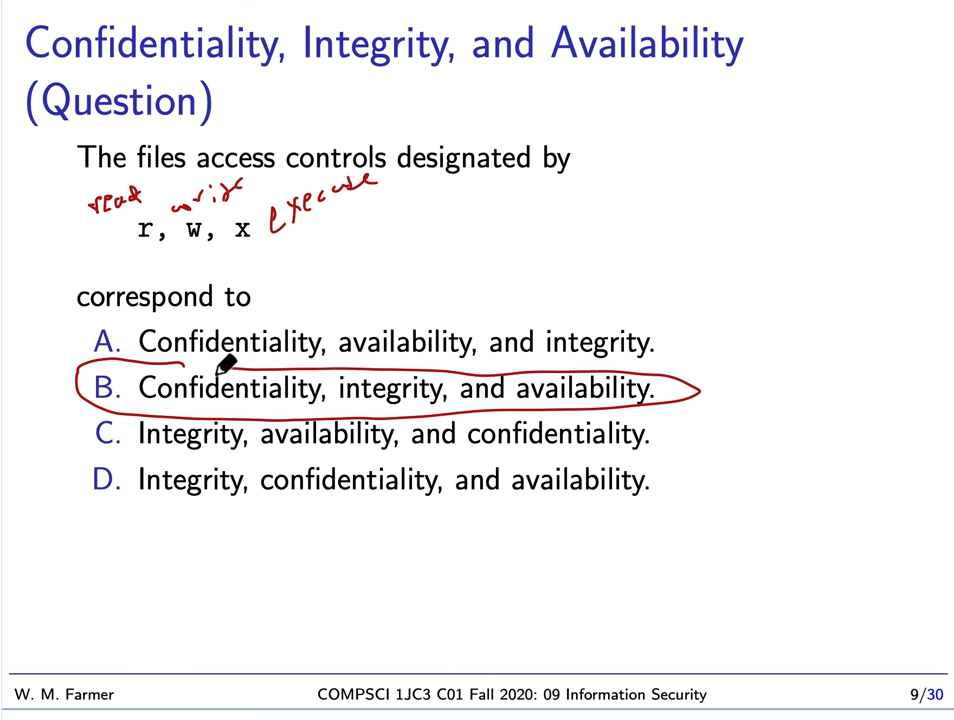 Confidentiality, Integrity, and Availability
(Question)
The files access controls designated by
read write execute
r, w, x
correspond to
A. Confidentiality, availability, and integrity.
B. Confidentiality, integrity, and availability.
C. Integrity, availability, and confidentiality.
D. Integrity, confidentiality, and availability.
W. M. Farmer COMPSCI 1JC3 C01 Fall 2020: 09 Information Security 9/30